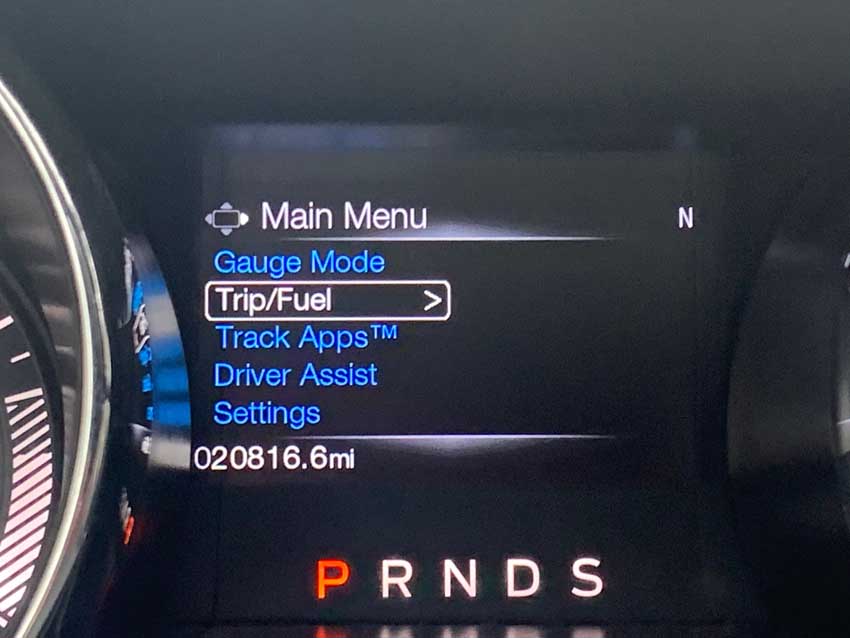 Main Menu N
Gauge Mode
Trip/Fuel >
Track Apps™
Driver Assist
Settings
020816.6mi
P R N D S